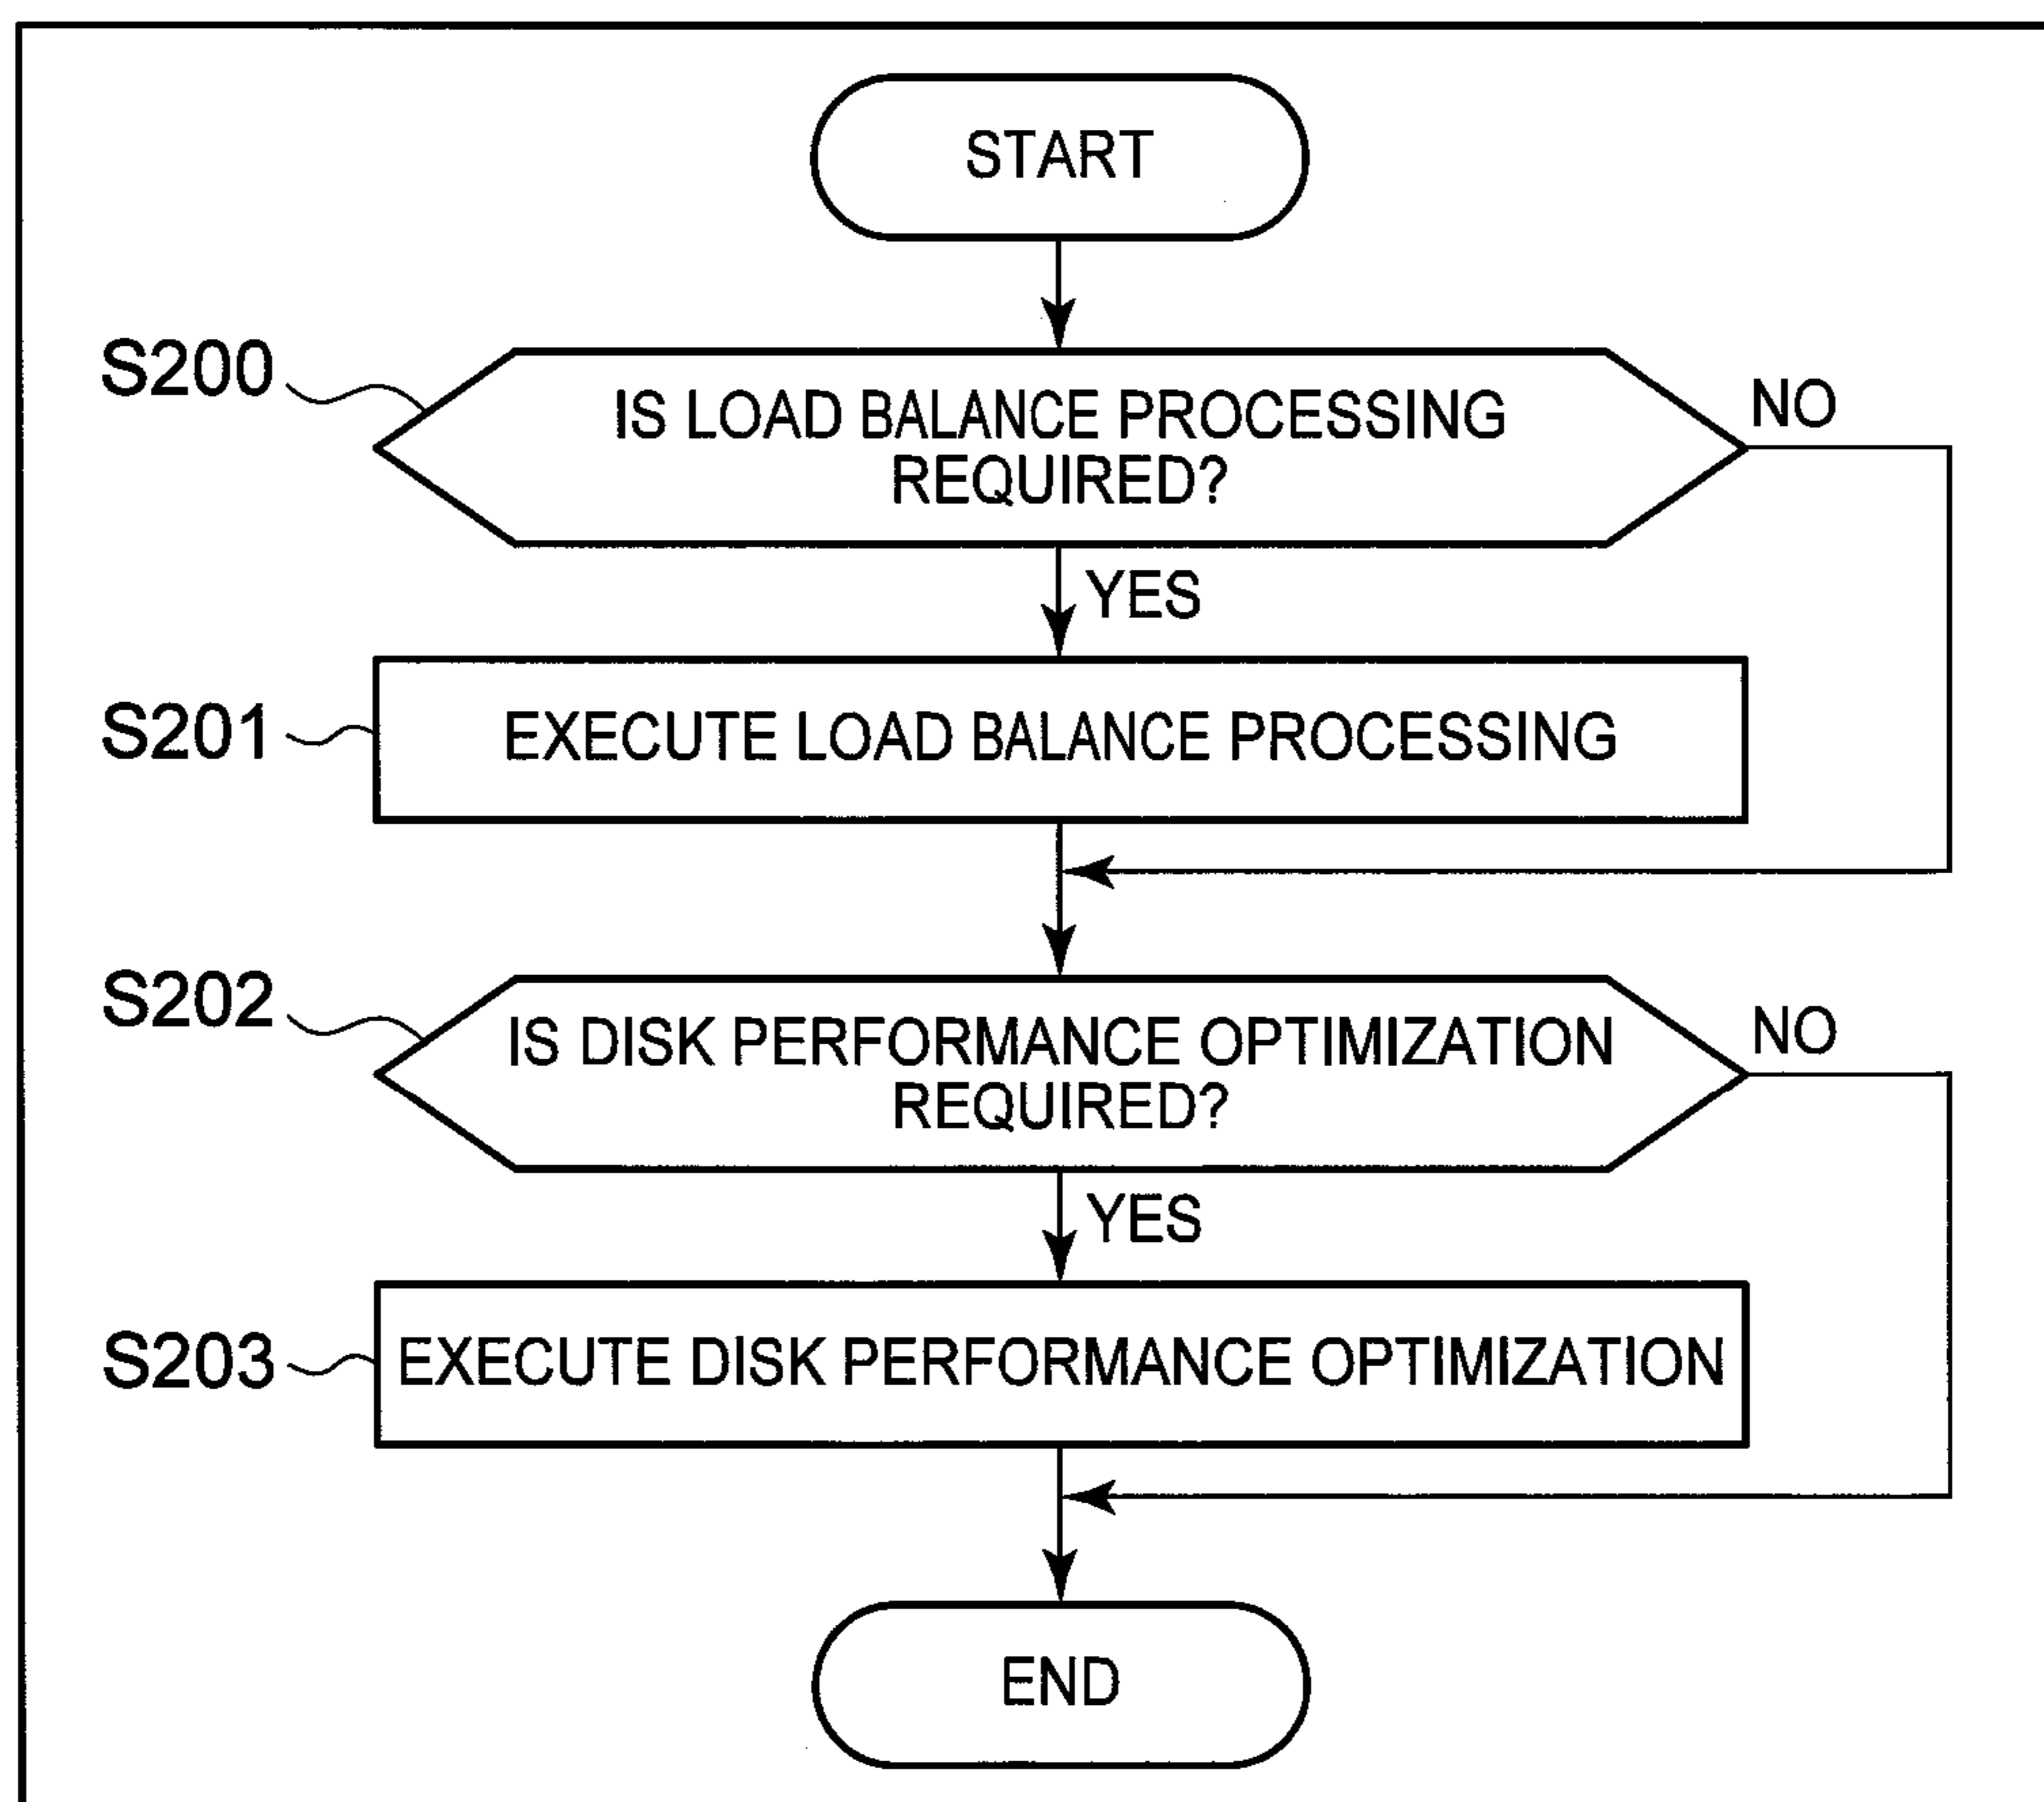 START
S200
IS LOAD BALANCE PROCESSING
REQUIRED?
NO
YES
S201
EXECUTE LOAD BALANCE PROCESSING
S202
IS DISK PERFORMANCE OPTIMIZATION
REQUIRED?
NO
YES
S203
EXECUTE DISK PERFORMANCE OPTIMIZATION
END